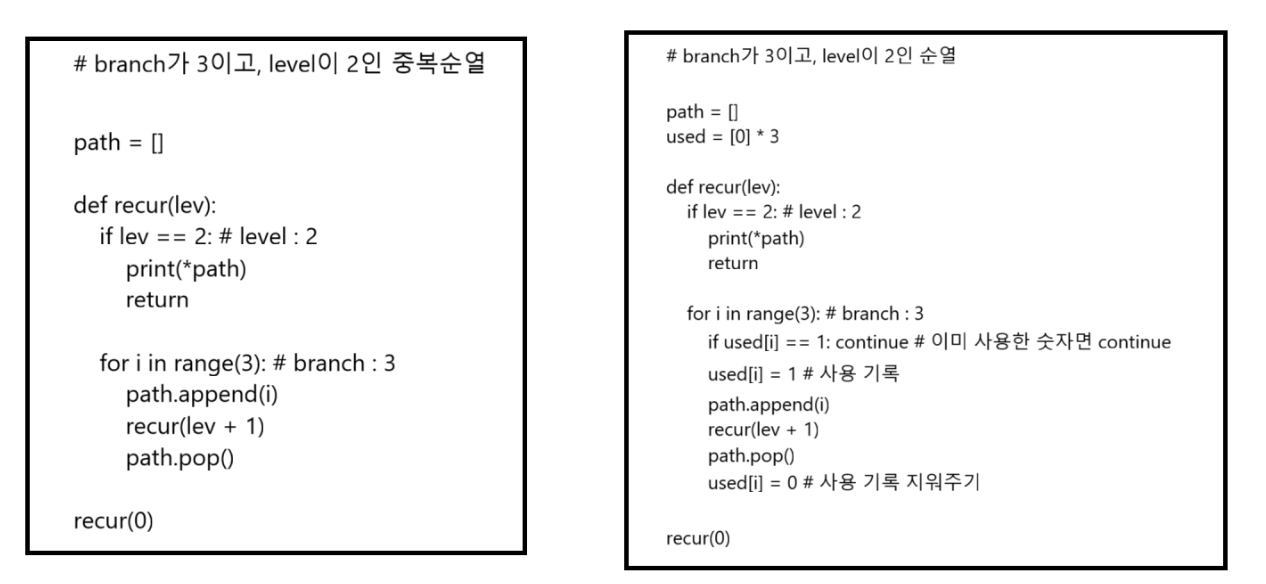 # branch가 3이고, level이 2인 중복순열
path = []
def recur(lev):
if lev == 2: # level : 2
print(*path)
return
for i in range(3): # branch : 3
path.append(i)
recur(lev + 1)
path.pop()
recur(0)
# branch가 3이고, level이 2인 순열
path = []
used = [0] * 3
def recur(lev):
if lev == 2: # level : 2
print(*path)
return
for i in range(3): # branch : 3
if used[i] == 1: continue # 이미 사용한 숫자면 continue
used[i] = 1 # 사용 기록
path.append(i)
recur(lev + 1)
path.pop()
used[i] = 0 # 사용 기록 지워주기
recur(0)